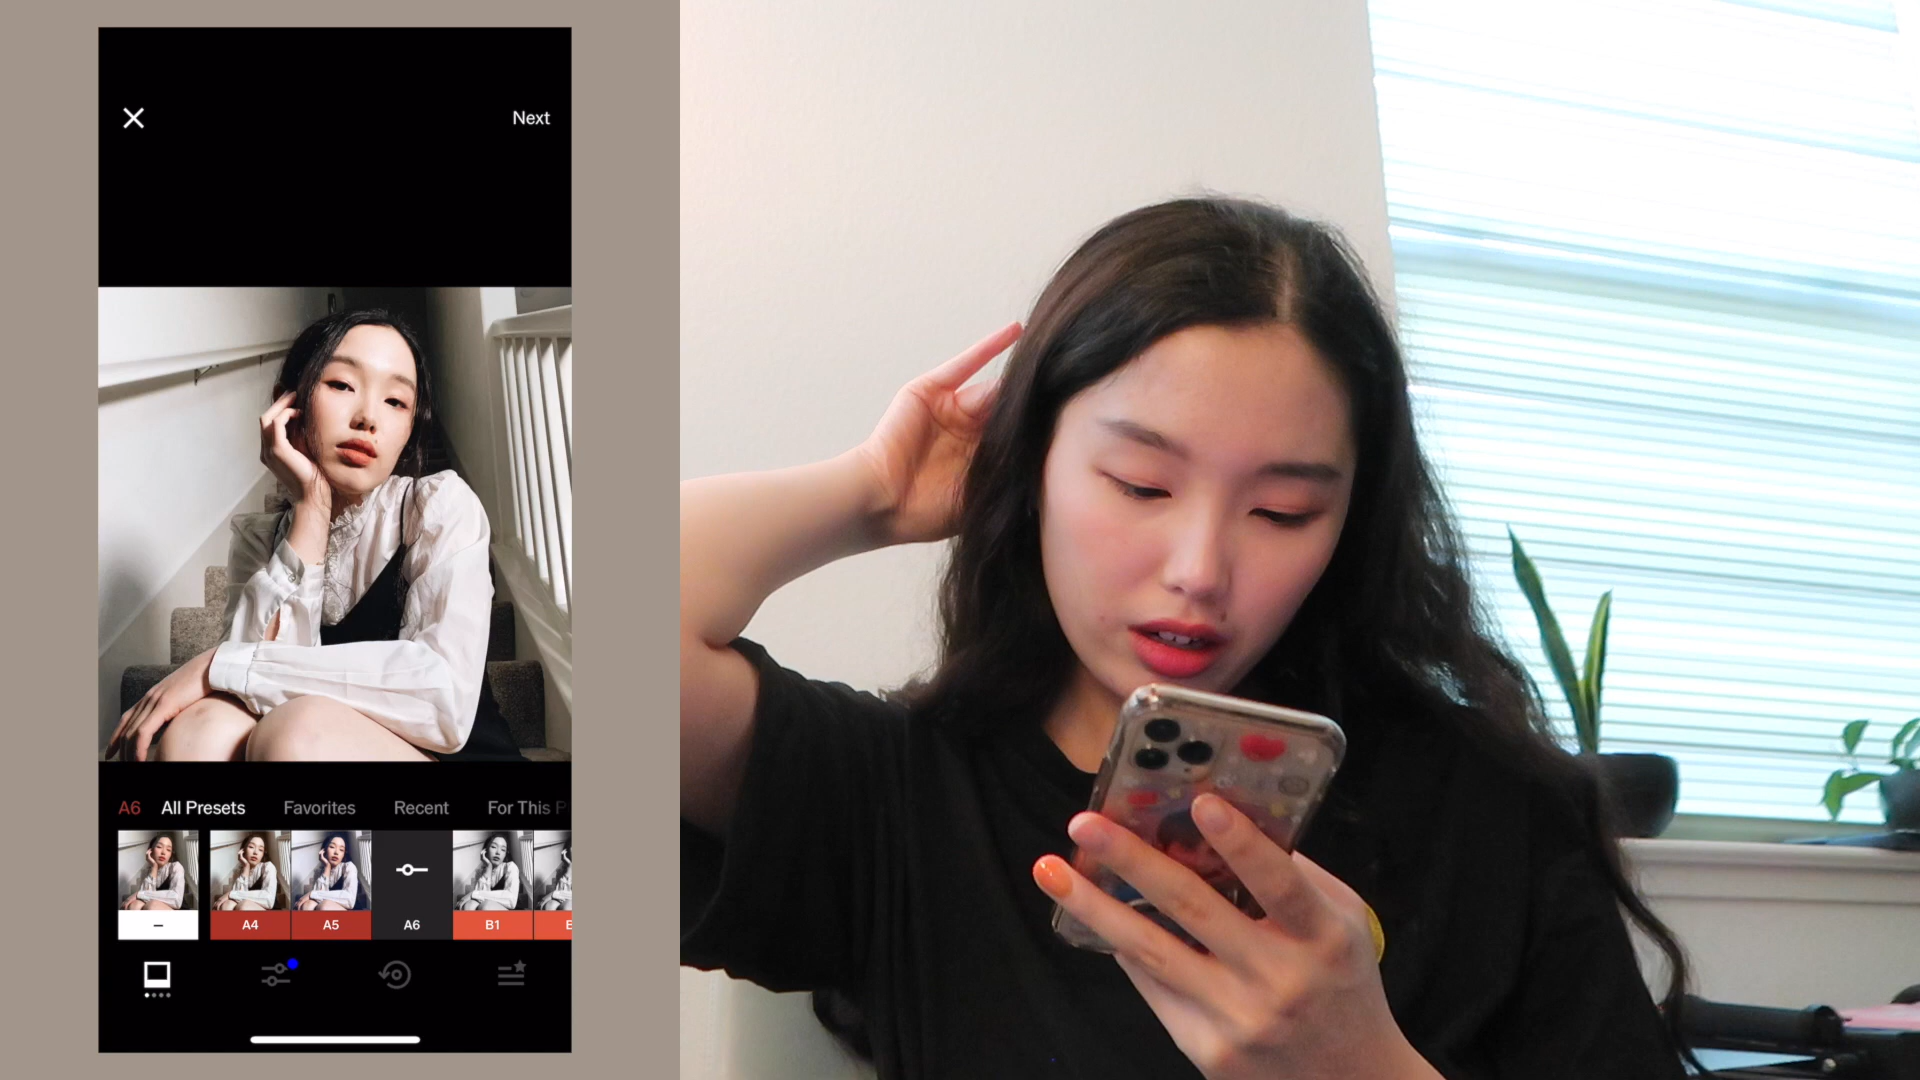 Next
A6 All Presets Favorites Recent For This P
— A4 A5 A6 B1